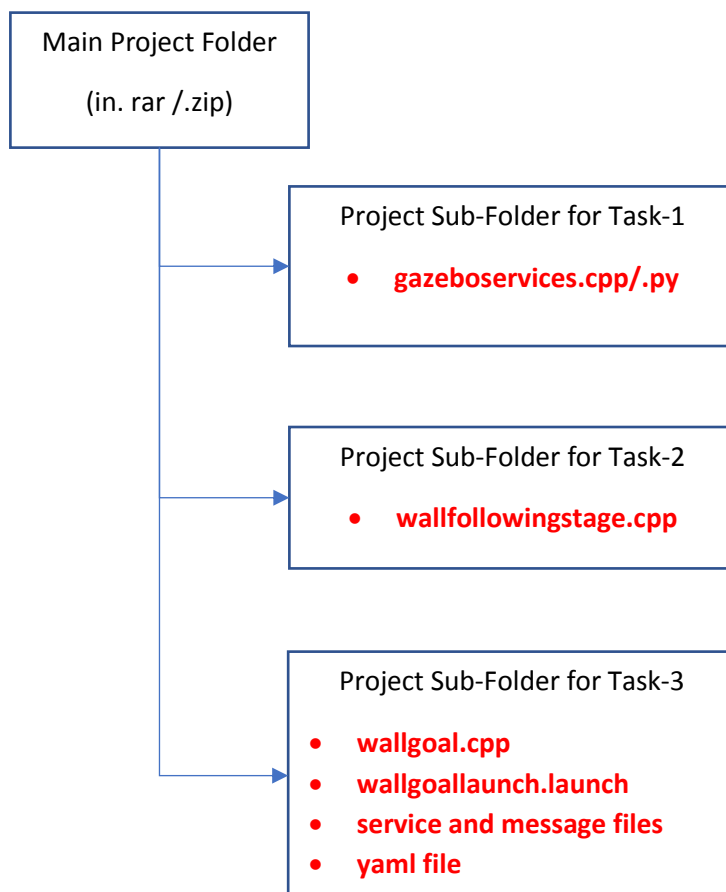 Main Project Folder
(in. rar /.zip)
Project Sub-Folder for Task-1
• gazeboservices.cpp/.py
Project Sub-Folder for Task-2
• wallfollowingstage.cpp
Project Sub-Folder for Task-3
• wallgoal.cpp
• wallgoallaunch.launch
• service and message files
• yaml file